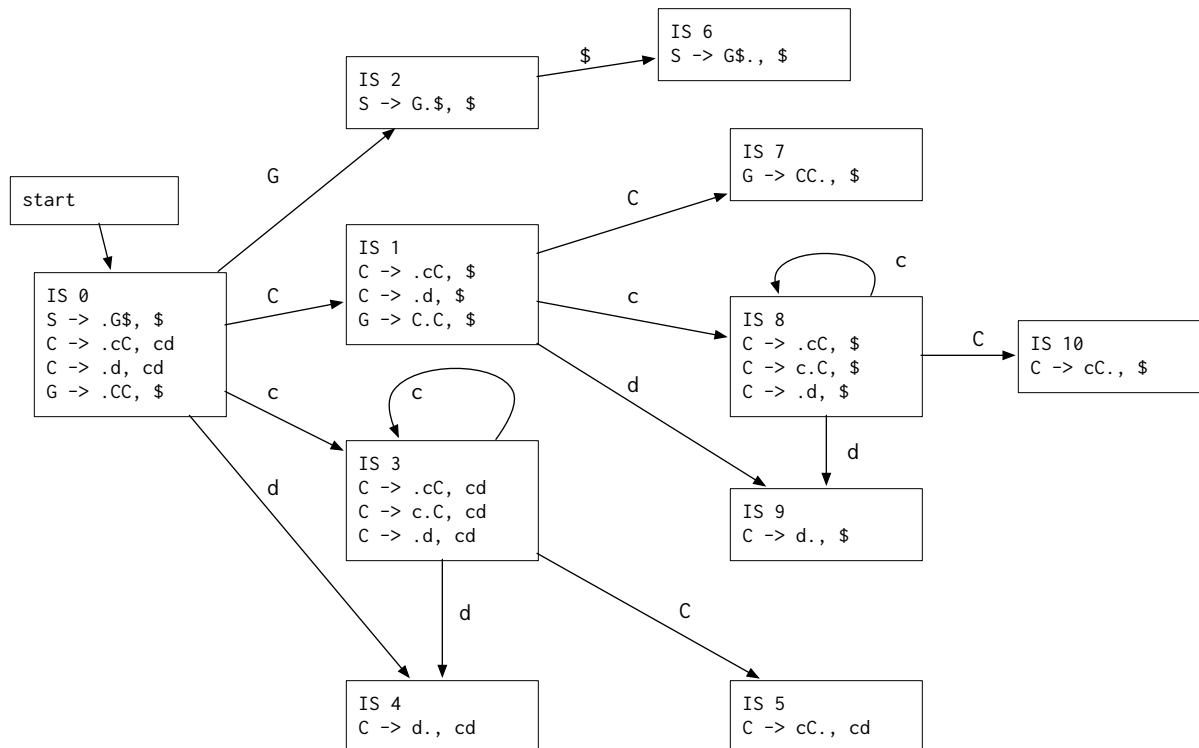 IS 6
S -> G$., $
$
IS 2
S -> G.$, $
G
IS 7
G -> CC., $
C
start
IS 1
C -> .cC, $
C -> .d, $
G -> C.C, $
C
c
c
IS 0
S -> .G$, $
C -> .cC, cd
C -> .d, cd
G -> .CC, $
IS 8
C -> .cC, $
C -> c.C, $
C -> .d, $
C
IS 10
C -> cC., $
c
c
d
d
d
IS 3
C -> .cC, cd
C -> c.C, cd
C -> .d, cd
IS 9
C -> d., $
d
C
IS 4
C -> d., cd
IS 5
C -> cC., cd